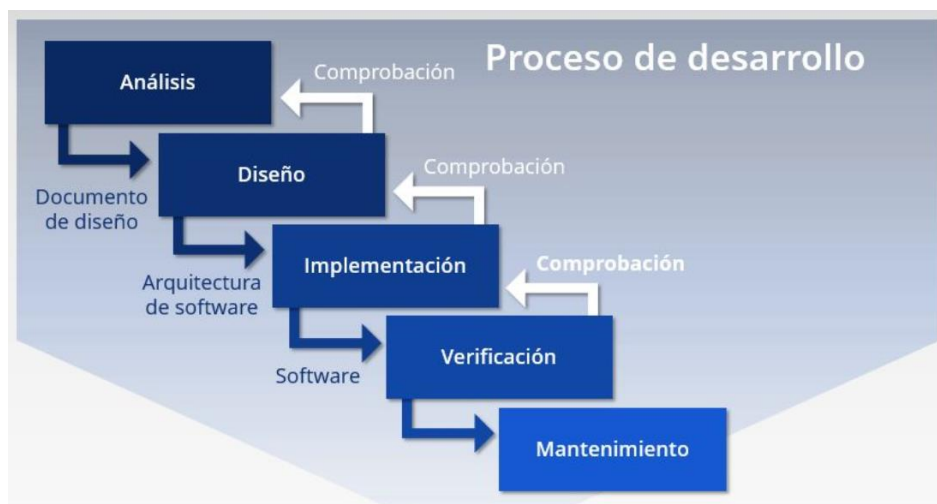 Proceso de desarrollo
Análisis
Comprobación
Documento
de diseño
Diseño
Comprobación
Arquitectura
de software
Implementación
Comprobación
Software
Verificación
Mantenimiento